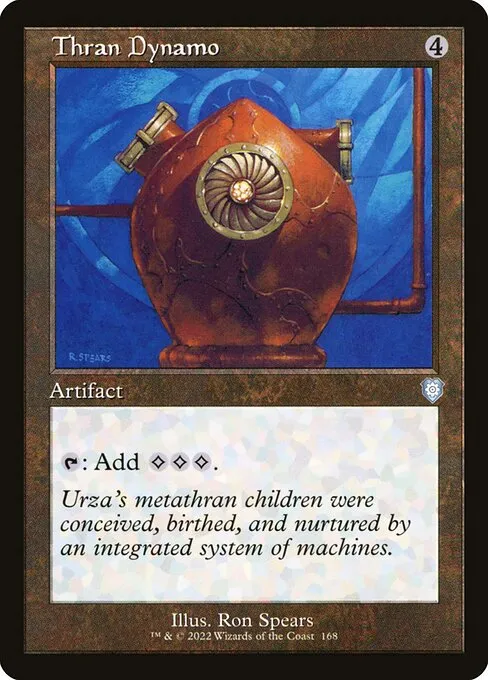 Thran Dynamo 4
R. SPEARS
Artifact
: Add .
Urza's metathran children were
conceived, birthed, and nurtured by
an integrated system of machines.
Illus. Ron Spears
™ & © 2022 Wizards of the Coast 168